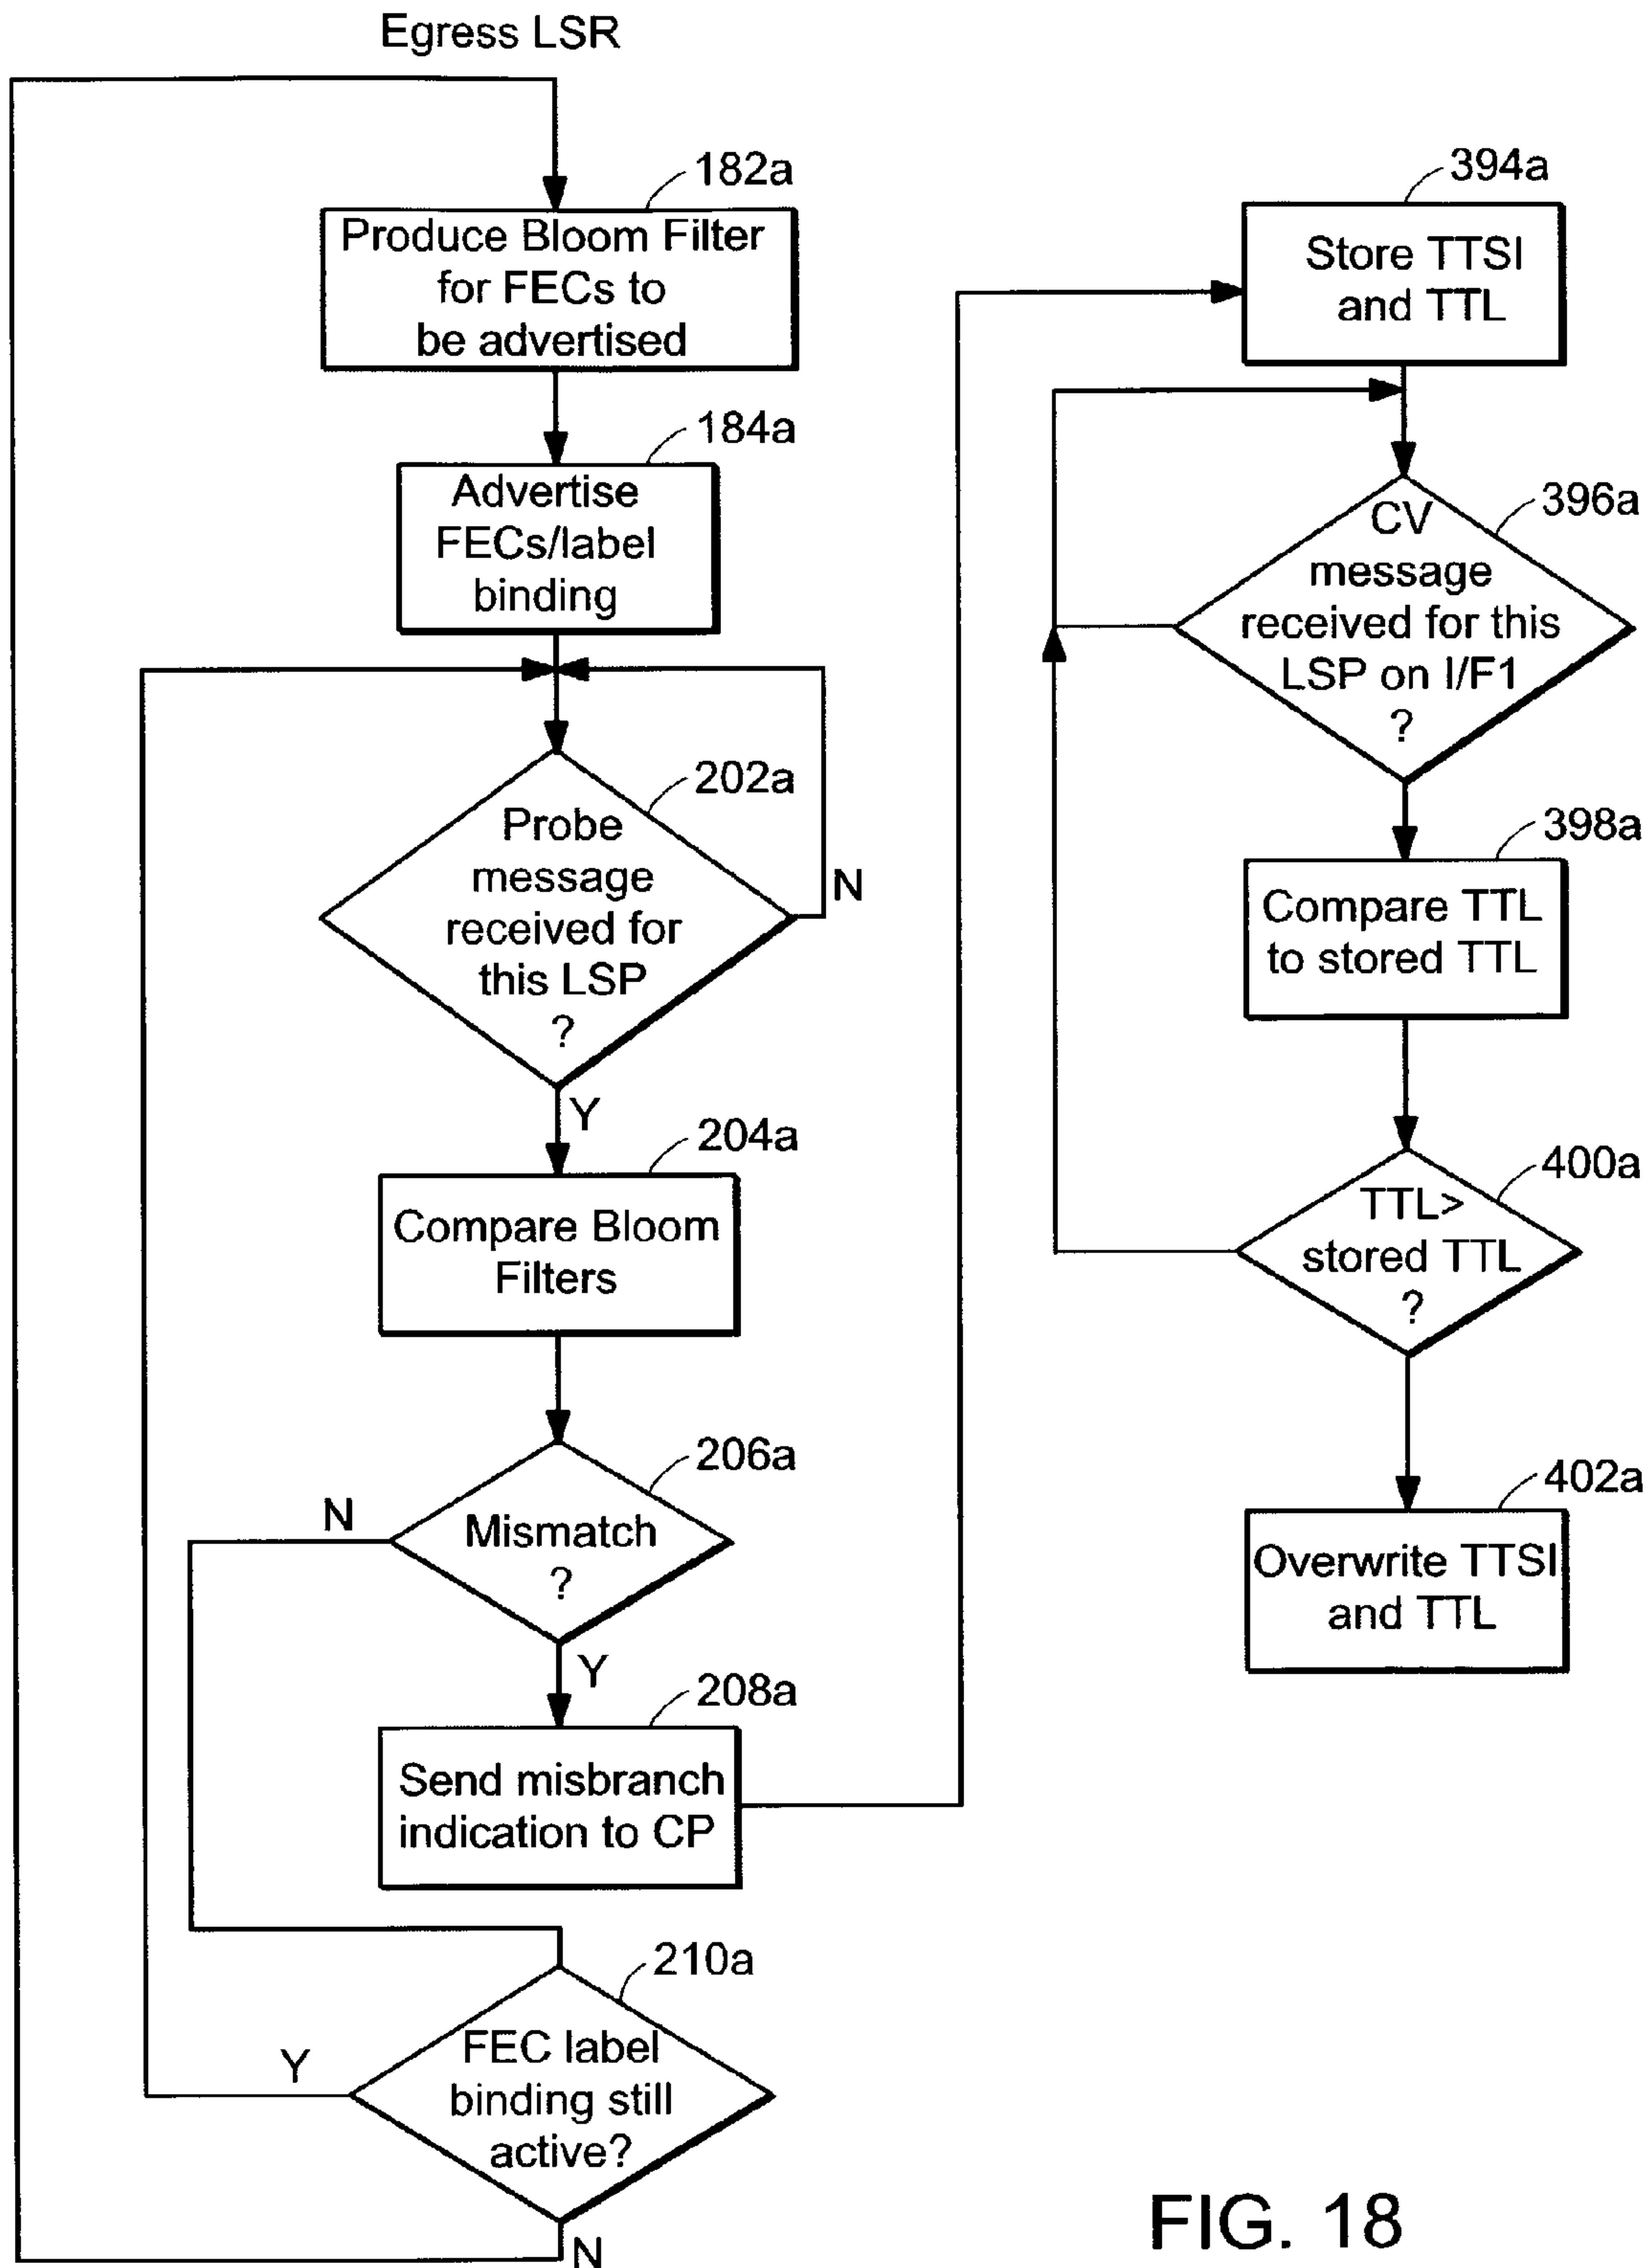 Egress LSR
182a
Produce Bloom Filter
for FECs to
be advertised
184a
Advertise
FECs/label
binding
202a
Probe
message
received for
this LSP
?
N
Y
204a
Compare Bloom
Filters
206a
Mismatch
?
N
Y
208a
Send misbranch
indication to CP
210a
FEC label
binding still
active?
Y
N
394a
Store TTSI
and TTL
396a
CV
message
received for this
LSP on I/F1
?
398a
Compare TTL
to stored TTL
400a
TTL>
stored TTL
?
402a
Overwrite TTSI
and TTL
FIG. 18